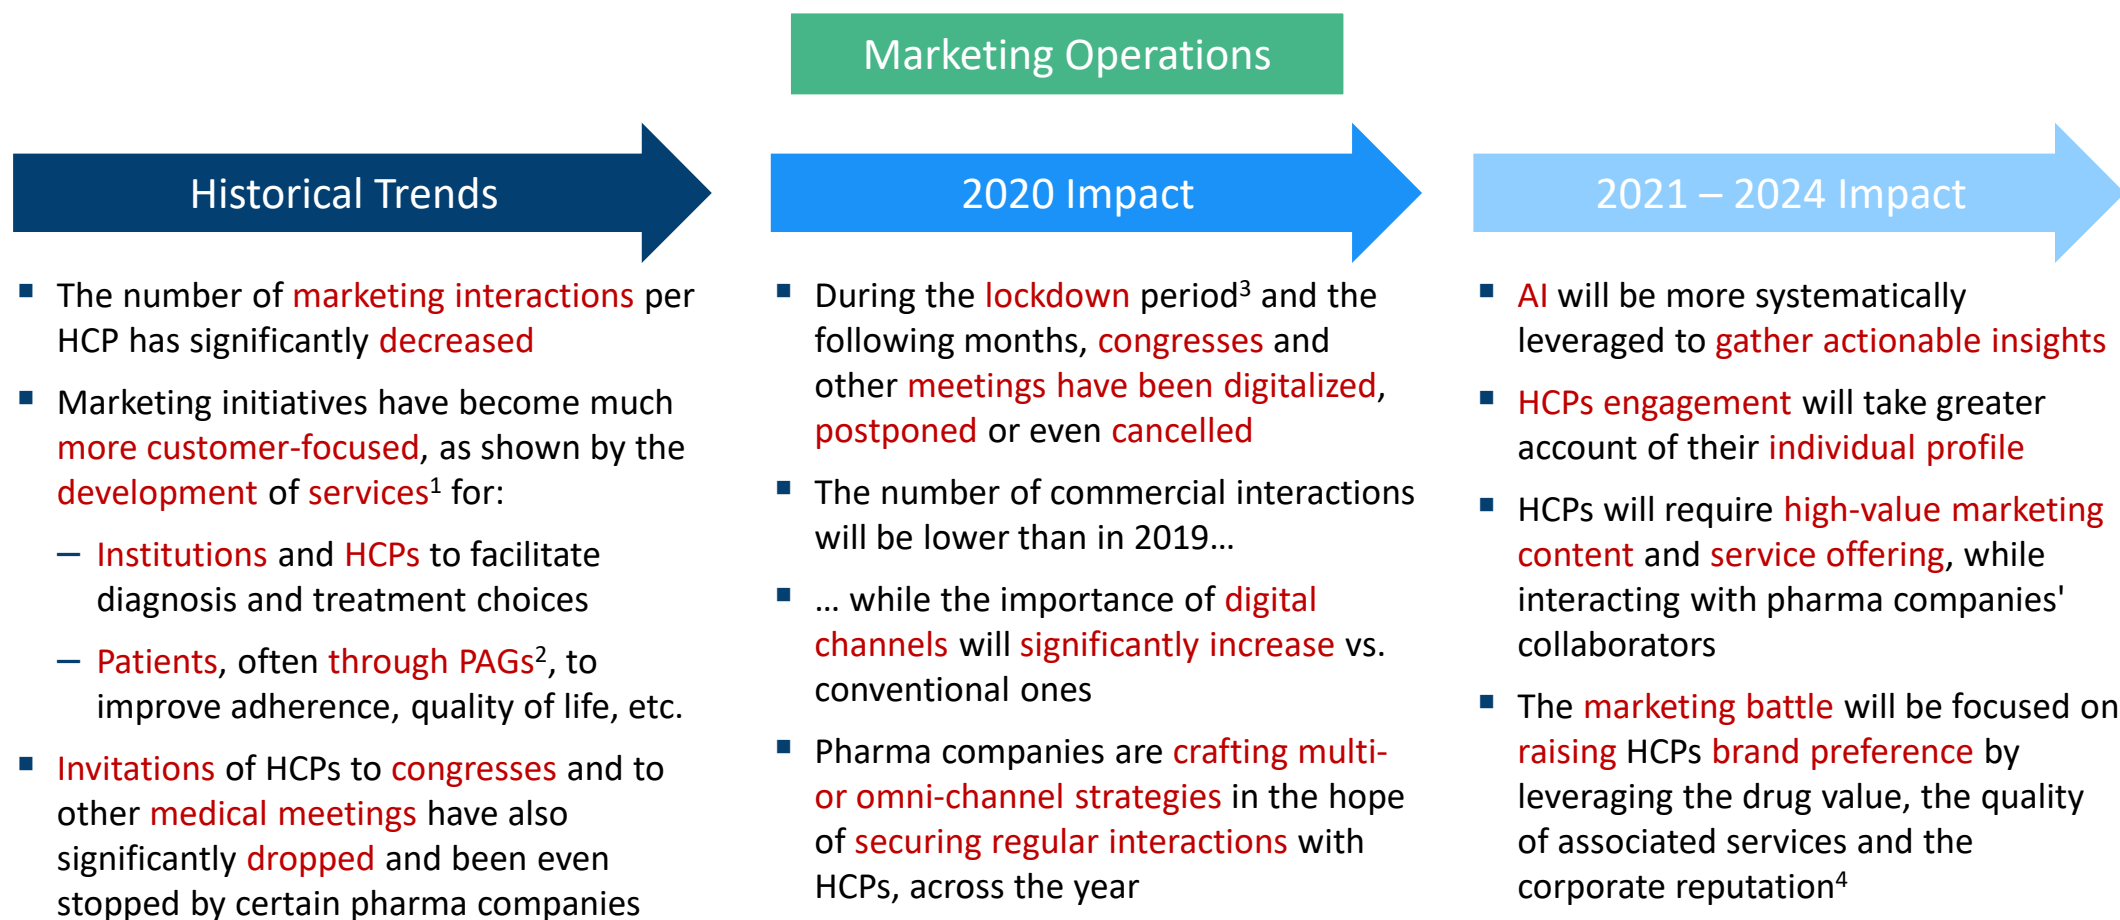 Marketing Operations
Historical Trends
▪ The number of marketing interactions per
HCP has significantly decreased
▪ Marketing initiatives have become much
more customer-focused, as shown by the
development of services¹ for:
– Institutions and HCPs to facilitate
diagnosis and treatment choices
– Patients, often through PAGs², to
improve adherence, quality of life, etc.
▪ Invitations of HCPs to congresses and to
other medical meetings have also
significantly dropped and been even
stopped by certain pharma companies
2020 Impact
▪ During the lockdown period³ and the
following months, congresses and
other meetings have been digitalized,
postponed or even cancelled
▪ The number of commercial interactions
will be lower than in 2019…
▪ … while the importance of digital
channels will significantly increase vs.
conventional ones
▪ Pharma companies are crafting multi-
or omni-channel strategies in the hope
of securing regular interactions with
HCPs, across the year
2021 – 2024 Impact
▪ AI will be more systematically
leveraged to gather actionable insights
▪ HCPs engagement will take greater
account of their individual profile
▪ HCPs will require high-value marketing
content and service offering, while
interacting with pharma companies'
collaborators
▪ The marketing battle will be focused on
raising HCPs brand preference by
leveraging the drug value, the quality
of associated services and the
corporate reputation⁴